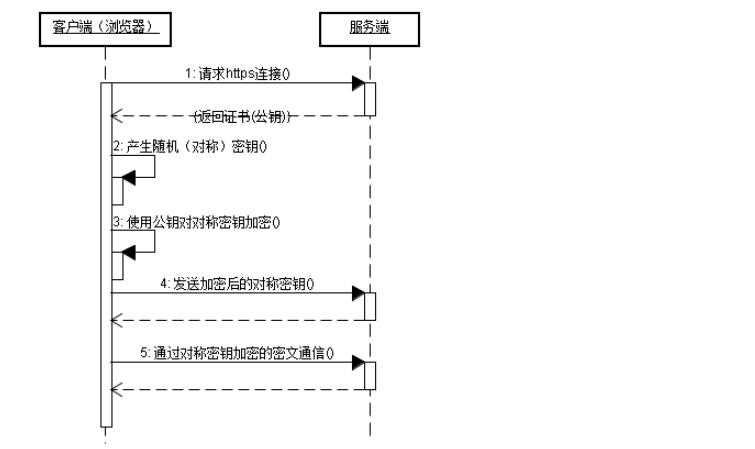 客户端（浏览器）
服务端
1: 请求https连接()
(返回证书(公钥))
2: 产生随机（对称）密钥()
3: 使用公钥对对称密钥加密()
4: 发送加密后的对称密钥()
5: 通过对称密钥加密的密文通信()